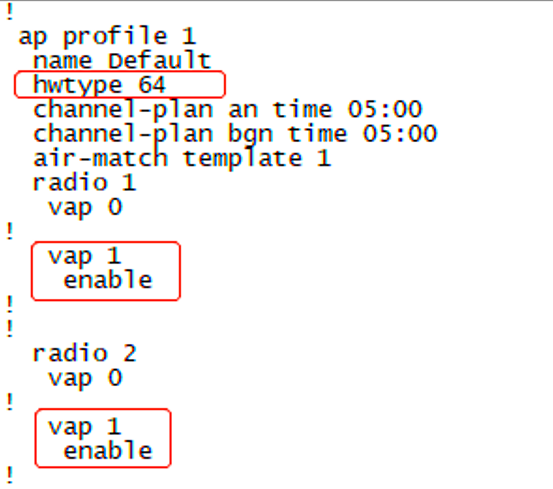 !
ap profile 1
name Default
hwtype 64
channel-plan an time 05:00
channel-plan bgn time 05:00
air-match template 1
radio 1
vap 0
!
vap 1
enable
!
!
radio 2
vap 0
!
vap 1
enable
!